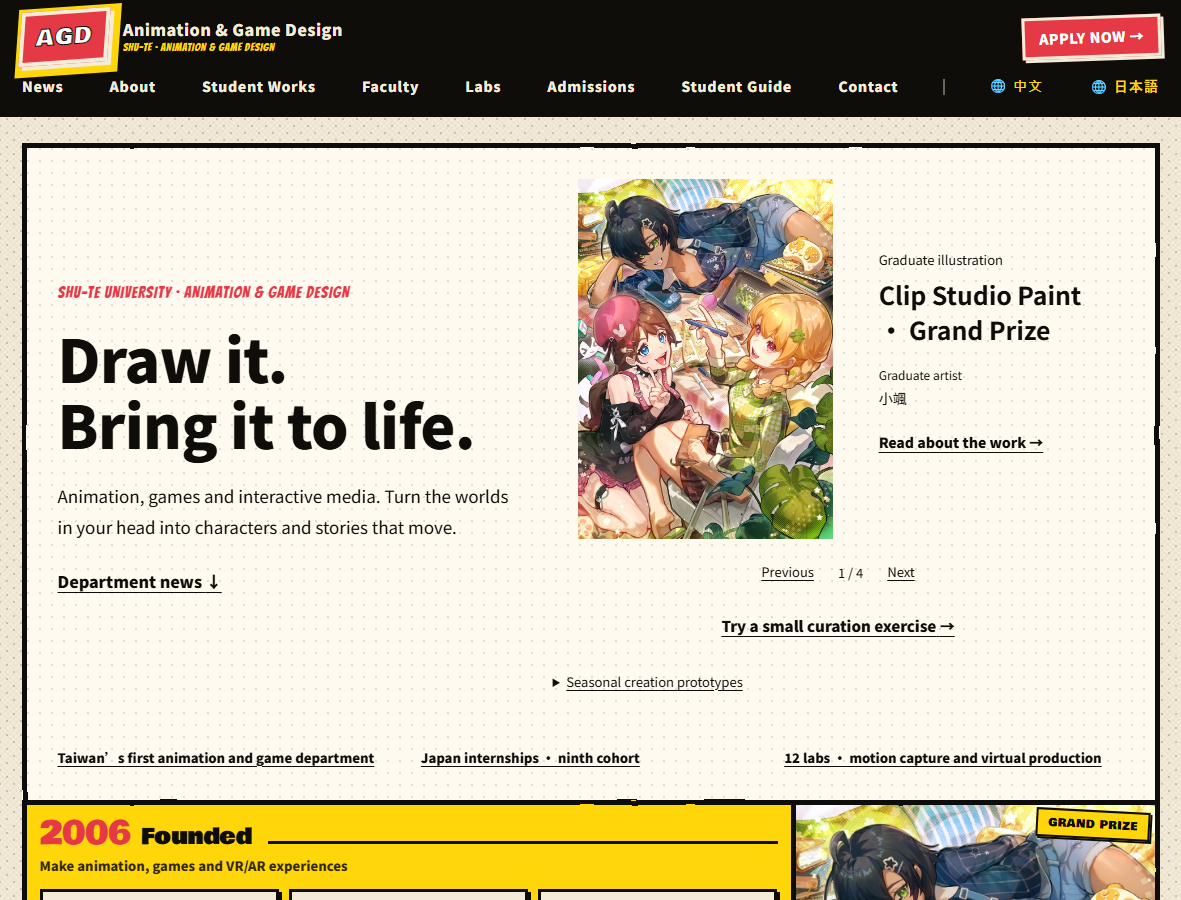 AGD
Animation & Game Design
SHU-TE · ANIMATION & GAME DESIGN
APPLY NOW →
News
About
Student Works
Faculty
Labs
Admissions
Student Guide
Contact
中文
日本語
SHU-TE UNIVERSITY · ANIMATION & GAME DESIGN
Draw it.
Bring it to life.
Animation, games and interactive media. Turn the worlds
in your head into characters and stories that move.
Department news ↓
Graduate illustration
Clip Studio Paint
・ Grand Prize
Graduate artist
小颯
Read about the work →
Previous
1 / 4
Next
Try a small curation exercise →
Seasonal creation prototypes
Taiwan’s first animation and game department
Japan internships・ninth cohort
12 labs・motion capture and virtual production
2006 Founded
Make animation, games and VR/AR experiences
GRAND PRIZE